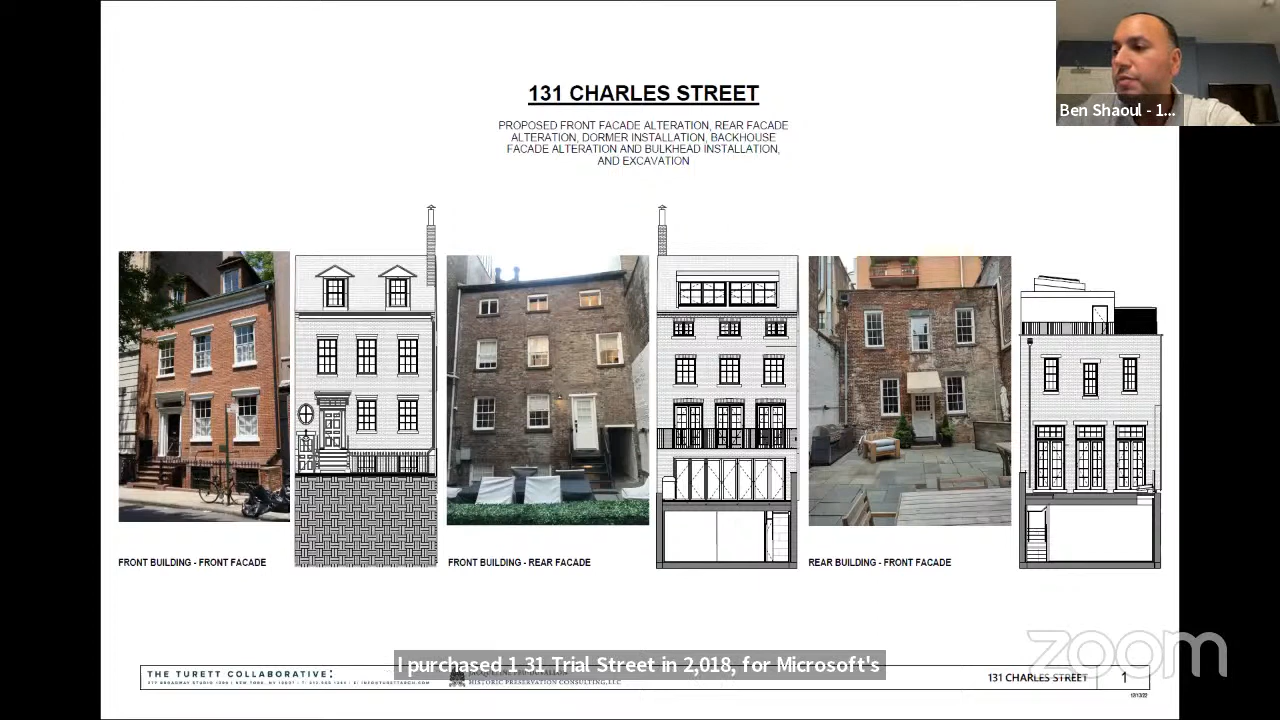 131 CHARLES STREET
PROPOSED FRONT FACADE ALTERATION, REAR FACADE
ALTERATION, DORMER INSTALLATION, BACKHOUSE
FACADE ALTERATION AND BULKHEAD INSTALLATION,
AND EXCAVATION
Ben Shaoul - 1...
FRONT BUILDING - FRONT FACADE
FRONT BUILDING - REAR FACADE
REAR BUILDING - FRONT FACADE
I purchased 1 31 Trial Street in 2,018, for Microsoft's
THE TURETT COLLABORATIVE:
HISTORIC PRESERVATION CONSULTING, LLC
131 CHARLES STREET
1
zoom